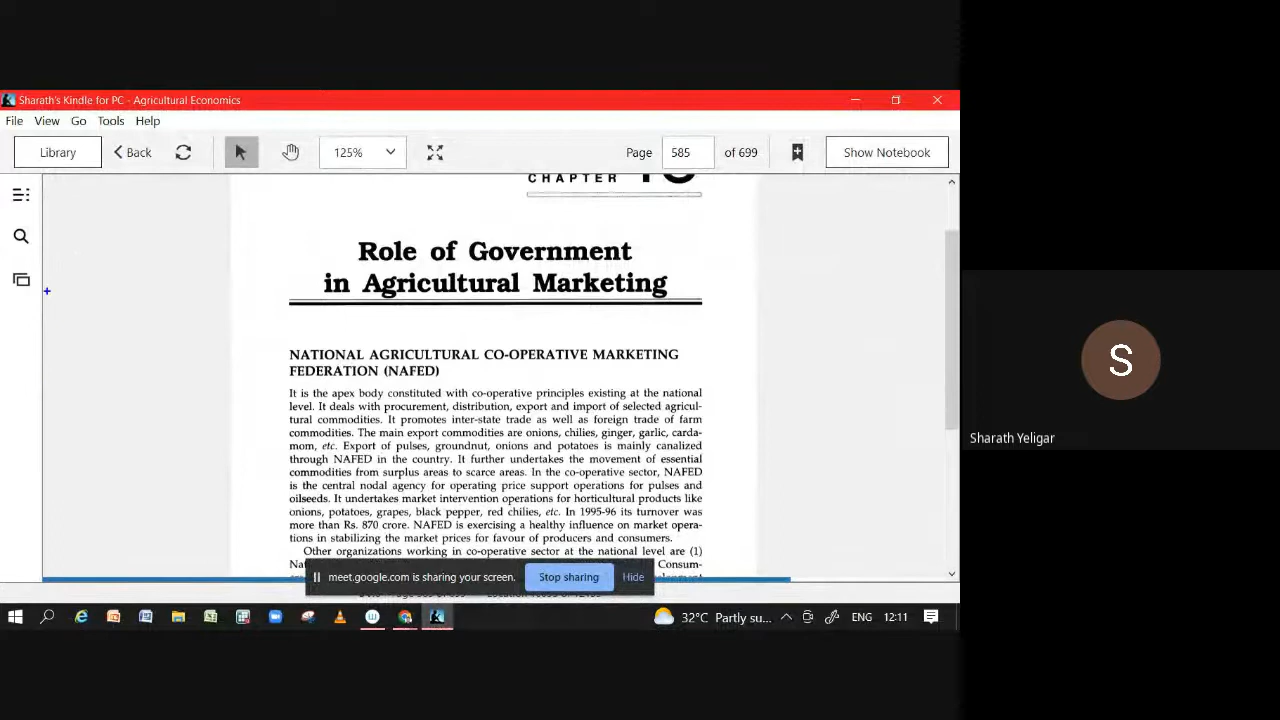 Sharath's Kindle for PC - Agricultural Economics
File View Go Tools Help
Library Back 125% Page 585 of 699 Show Notebook
CHAPTER
Role of Government
in Agricultural Marketing
NATIONAL AGRICULTURAL CO-OPERATIVE MARKETING
FEDERATION (NAFED)
It is the apex body constituted with co-operative principles existing at the national
level. It deals with procurement, distribution, export and import of selected agricul-
tural commodities. It promotes inter-state trade as well as foreign trade of farm
commodities. The main export commodities are onions, chilies, ginger, garlic, carda-
mom, etc. Export of pulses, groundnut, onions and potatoes is mainly canalized
through NAFED in the country. It further undertakes the movement of essential
commodities from surplus areas to scarce areas. In the co-operative sector, NAFED
is the central nodal agency for operating price support operations for pulses and
oilseeds. It undertakes market intervention operations for horticultural products like
onions, potatoes, grapes, black pepper, red chilies, etc. In 1995-96 its turnover was
more than Rs. 870 crore. NAFED is exercising a healthy influence on market opera-
tions in stabilizing the market prices for favour of producers and consumers.
Other organizations working in co-operative sector at the national level are (1)
Consum-
meet.google.com is sharing your screen. Stop sharing Hide
32°C Partly su... ENG 12:11
S
Sharath Yeligar